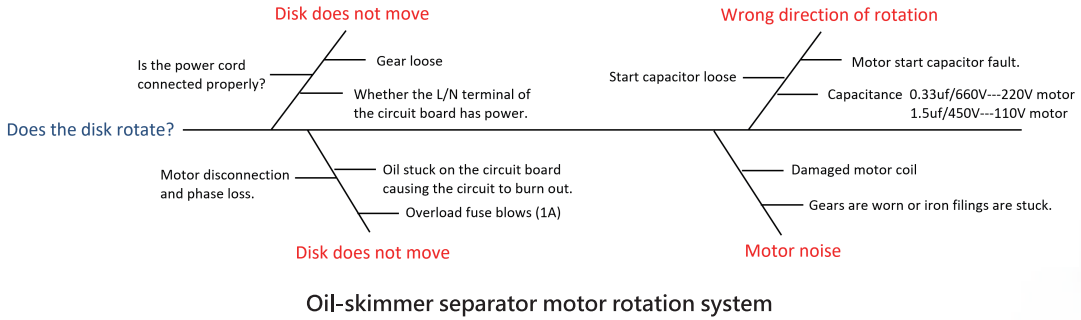 Disk does not move
Wrong direction of rotation
Is the power cord
connected properly?
Gear loose
Whether the L/N terminal of
the circuit board has power.
Start capacitor loose
Motor start capacitor fault.
Capacitance 0.33uf/660V---220V motor
1.5uf/450V---110V motor
Does the disk rotate?
Motor disconnection
and phase loss.
Oil stuck on the circuit board
causing the circuit to burn out.
Overload fuse blows (1A)
Damaged motor coil
Gears are worn or iron filings are stuck.
Disk does not move
Motor noise
Oil-skimmer separator motor rotation system